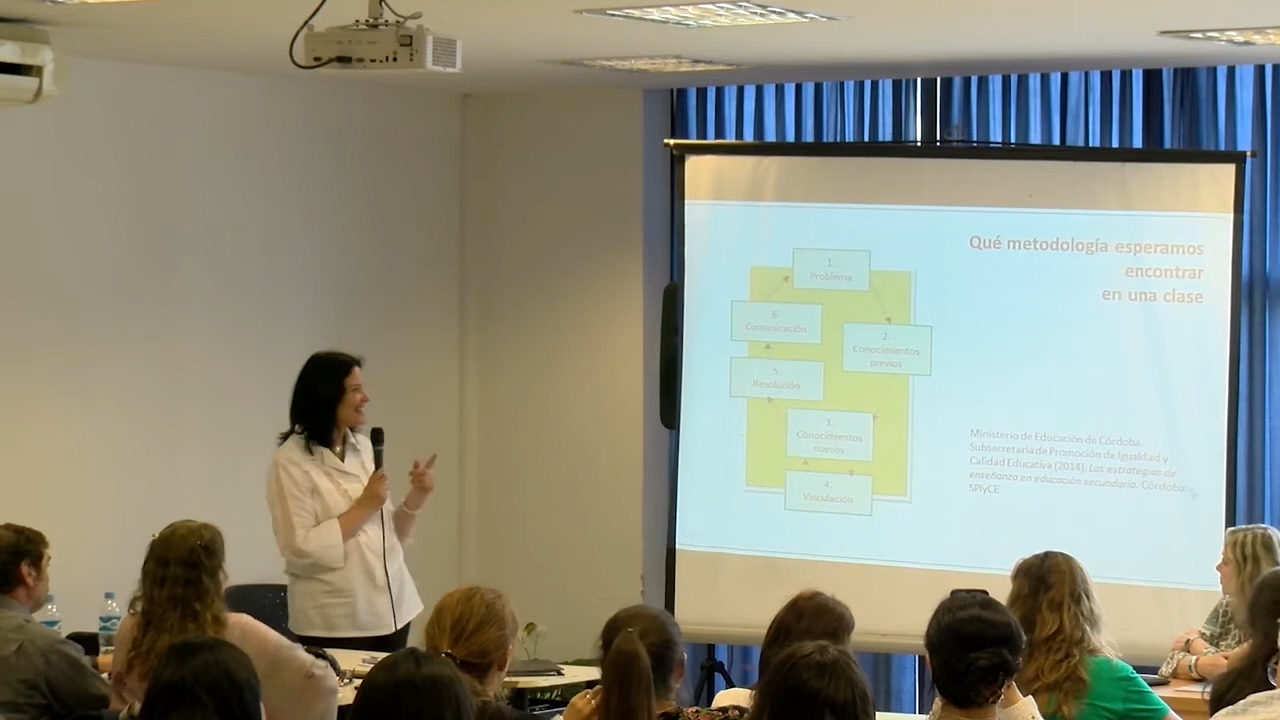 Qué metodología esperamos
encontrar
en una clase
1.
Problema
2.
Conocimientos
previos
3.
Conocimientos
nuevos
4.
Vinculación
5.
Resolución
6.
Comunicación
Ministerio de Educación de Córdoba.
Subsecretaría de Promoción de Igualdad y
Calidad Educativa (2014). Las estrategias de
enseñanza en educación secundaria. Córdoba:
SPIyCE.